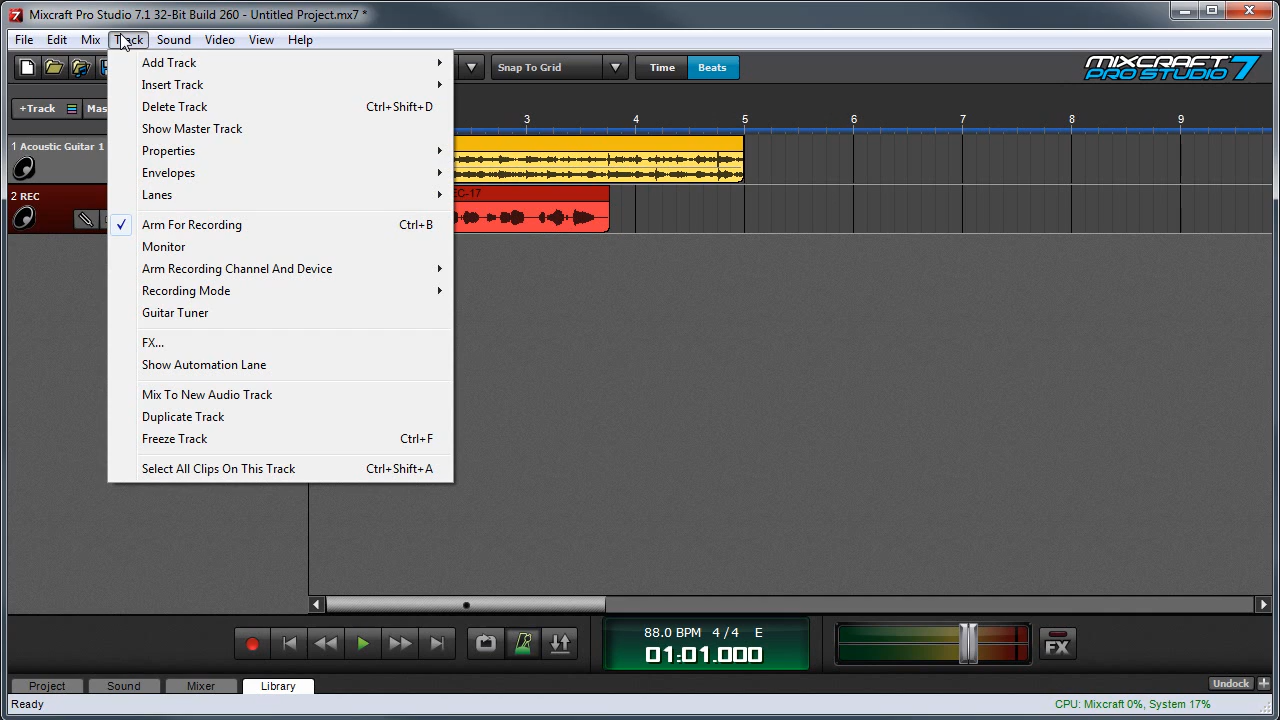 Mixcraft Pro Studio 7.1 32-Bit Build 260 - Untitled Project.mx7 *
File Edit Mix Track Sound Video View Help
Snap To Grid Time Beats
MIXCRAFT
PRO STUDIO 7
+Track
3 4 5 6 7 8 9
1 Acoustic Guitar 1
2 REC
EC-17
Add Track
Insert Track
Delete Track Ctrl+Shift+D
Show Master Track
Properties
Envelopes
Lanes
Arm For Recording Ctrl+B
Monitor
Arm Recording Channel And Device
Recording Mode
Guitar Tuner
FX...
Show Automation Lane
Mix To New Audio Track
Duplicate Track
Freeze Track Ctrl+F
Select All Clips On This Track Ctrl+Shift+A
88.0 BPM 4 / 4 E
01:01.000
FX
Project Sound Mixer Library
Undock
Ready
CPU: Mixcraft 0%, System 17%